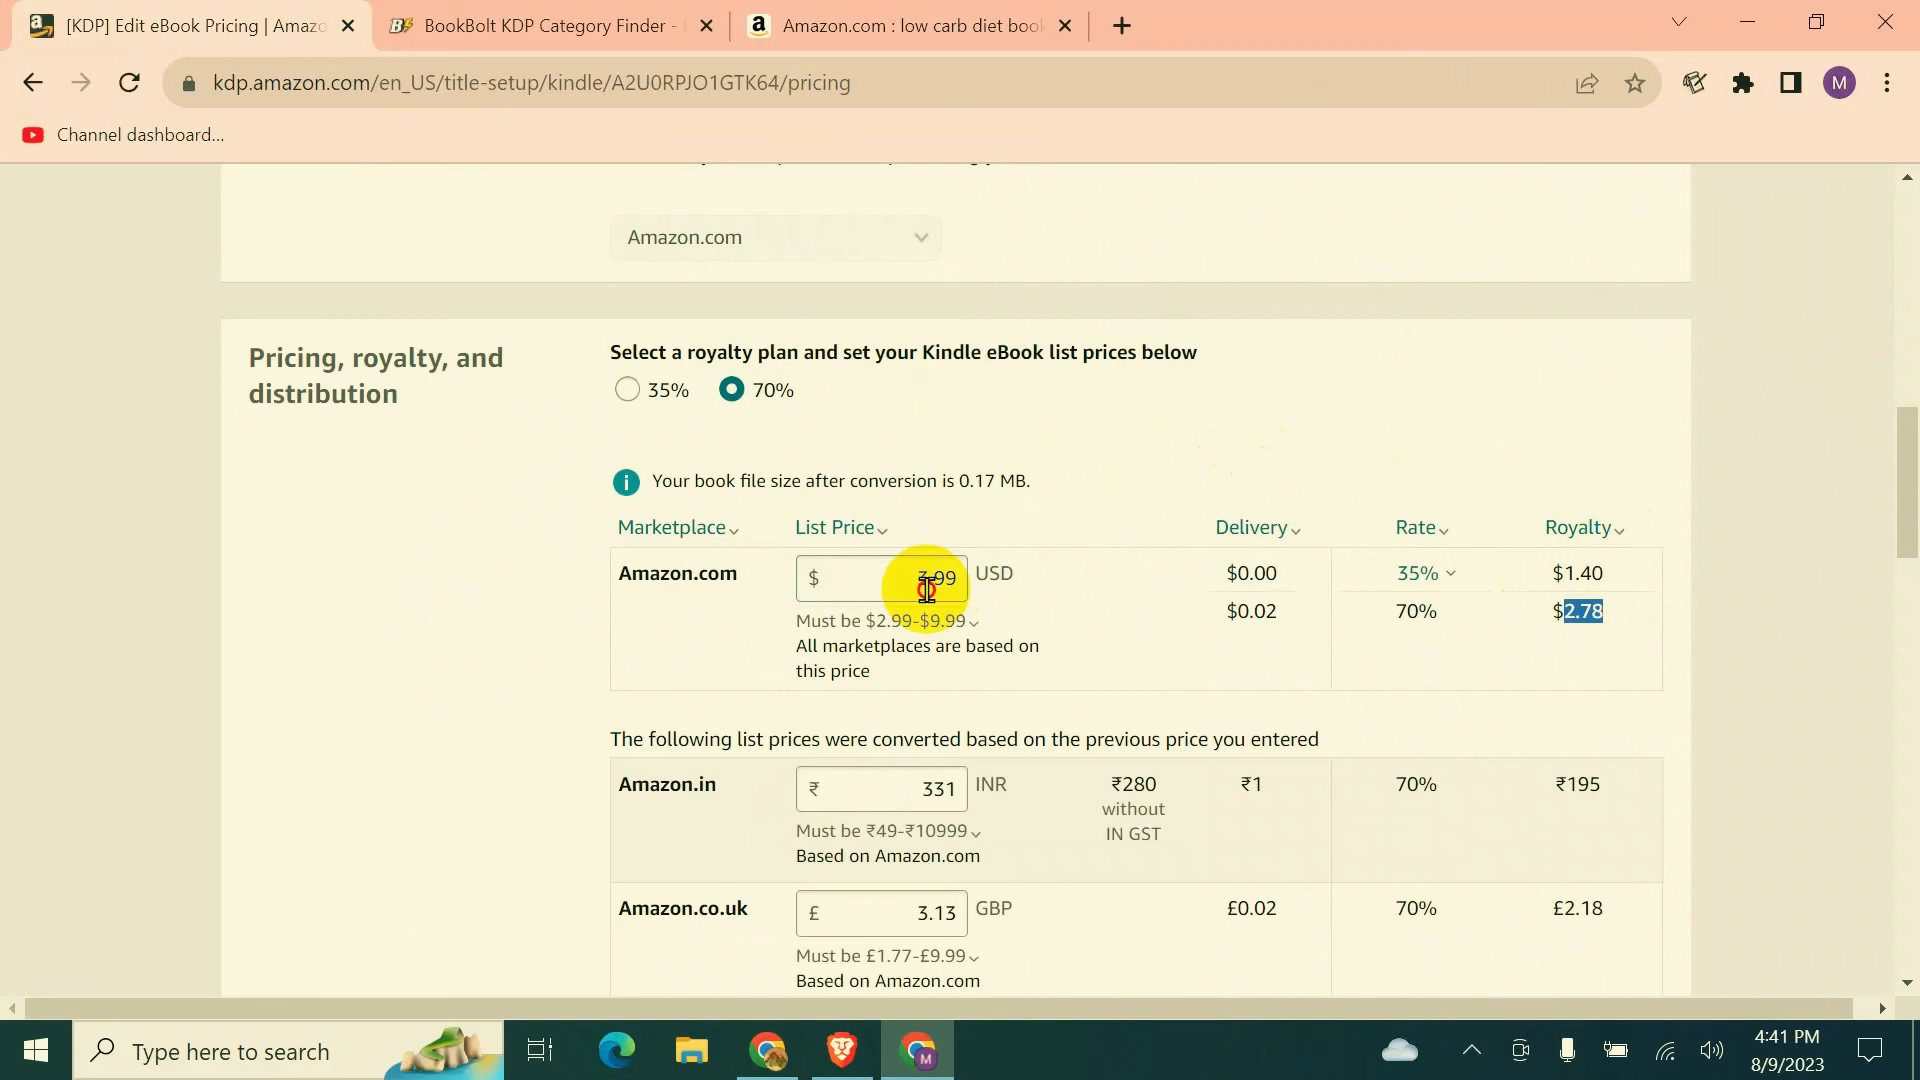 [KDP] Edit eBook Pricing | Amazo
BookBolt KDP Category Finder -
Amazon.com : low carb diet book
kdp.amazon.com/en_US/title-setup/kindle/A2U0RPJO1GTK64/pricing
M
Channel dashboard...
Amazon.com
Pricing, royalty, and distribution
Select a royalty plan and set your Kindle eBook list prices below
35% 70%
Your book file size after conversion is 0.17 MB.
Marketplace List Price Delivery Rate Royalty
Amazon.com $ 3.99 USD $0.00 35% $1.40
Must be $2.99-$9.99 $0.02 70% $2.78
All marketplaces are based on
this price
The following list prices were converted based on the previous price you entered
Amazon.in ₹ 331 INR ₹280 ₹1 70% ₹195
without
IN GST
Must be ₹49-₹10999
Based on Amazon.com
Amazon.co.uk £ 3.13 GBP £0.02 70% £2.18
Must be £1.77-£9.99
Based on Amazon.com
Type here to search
M
4:41 PM
8/9/2023